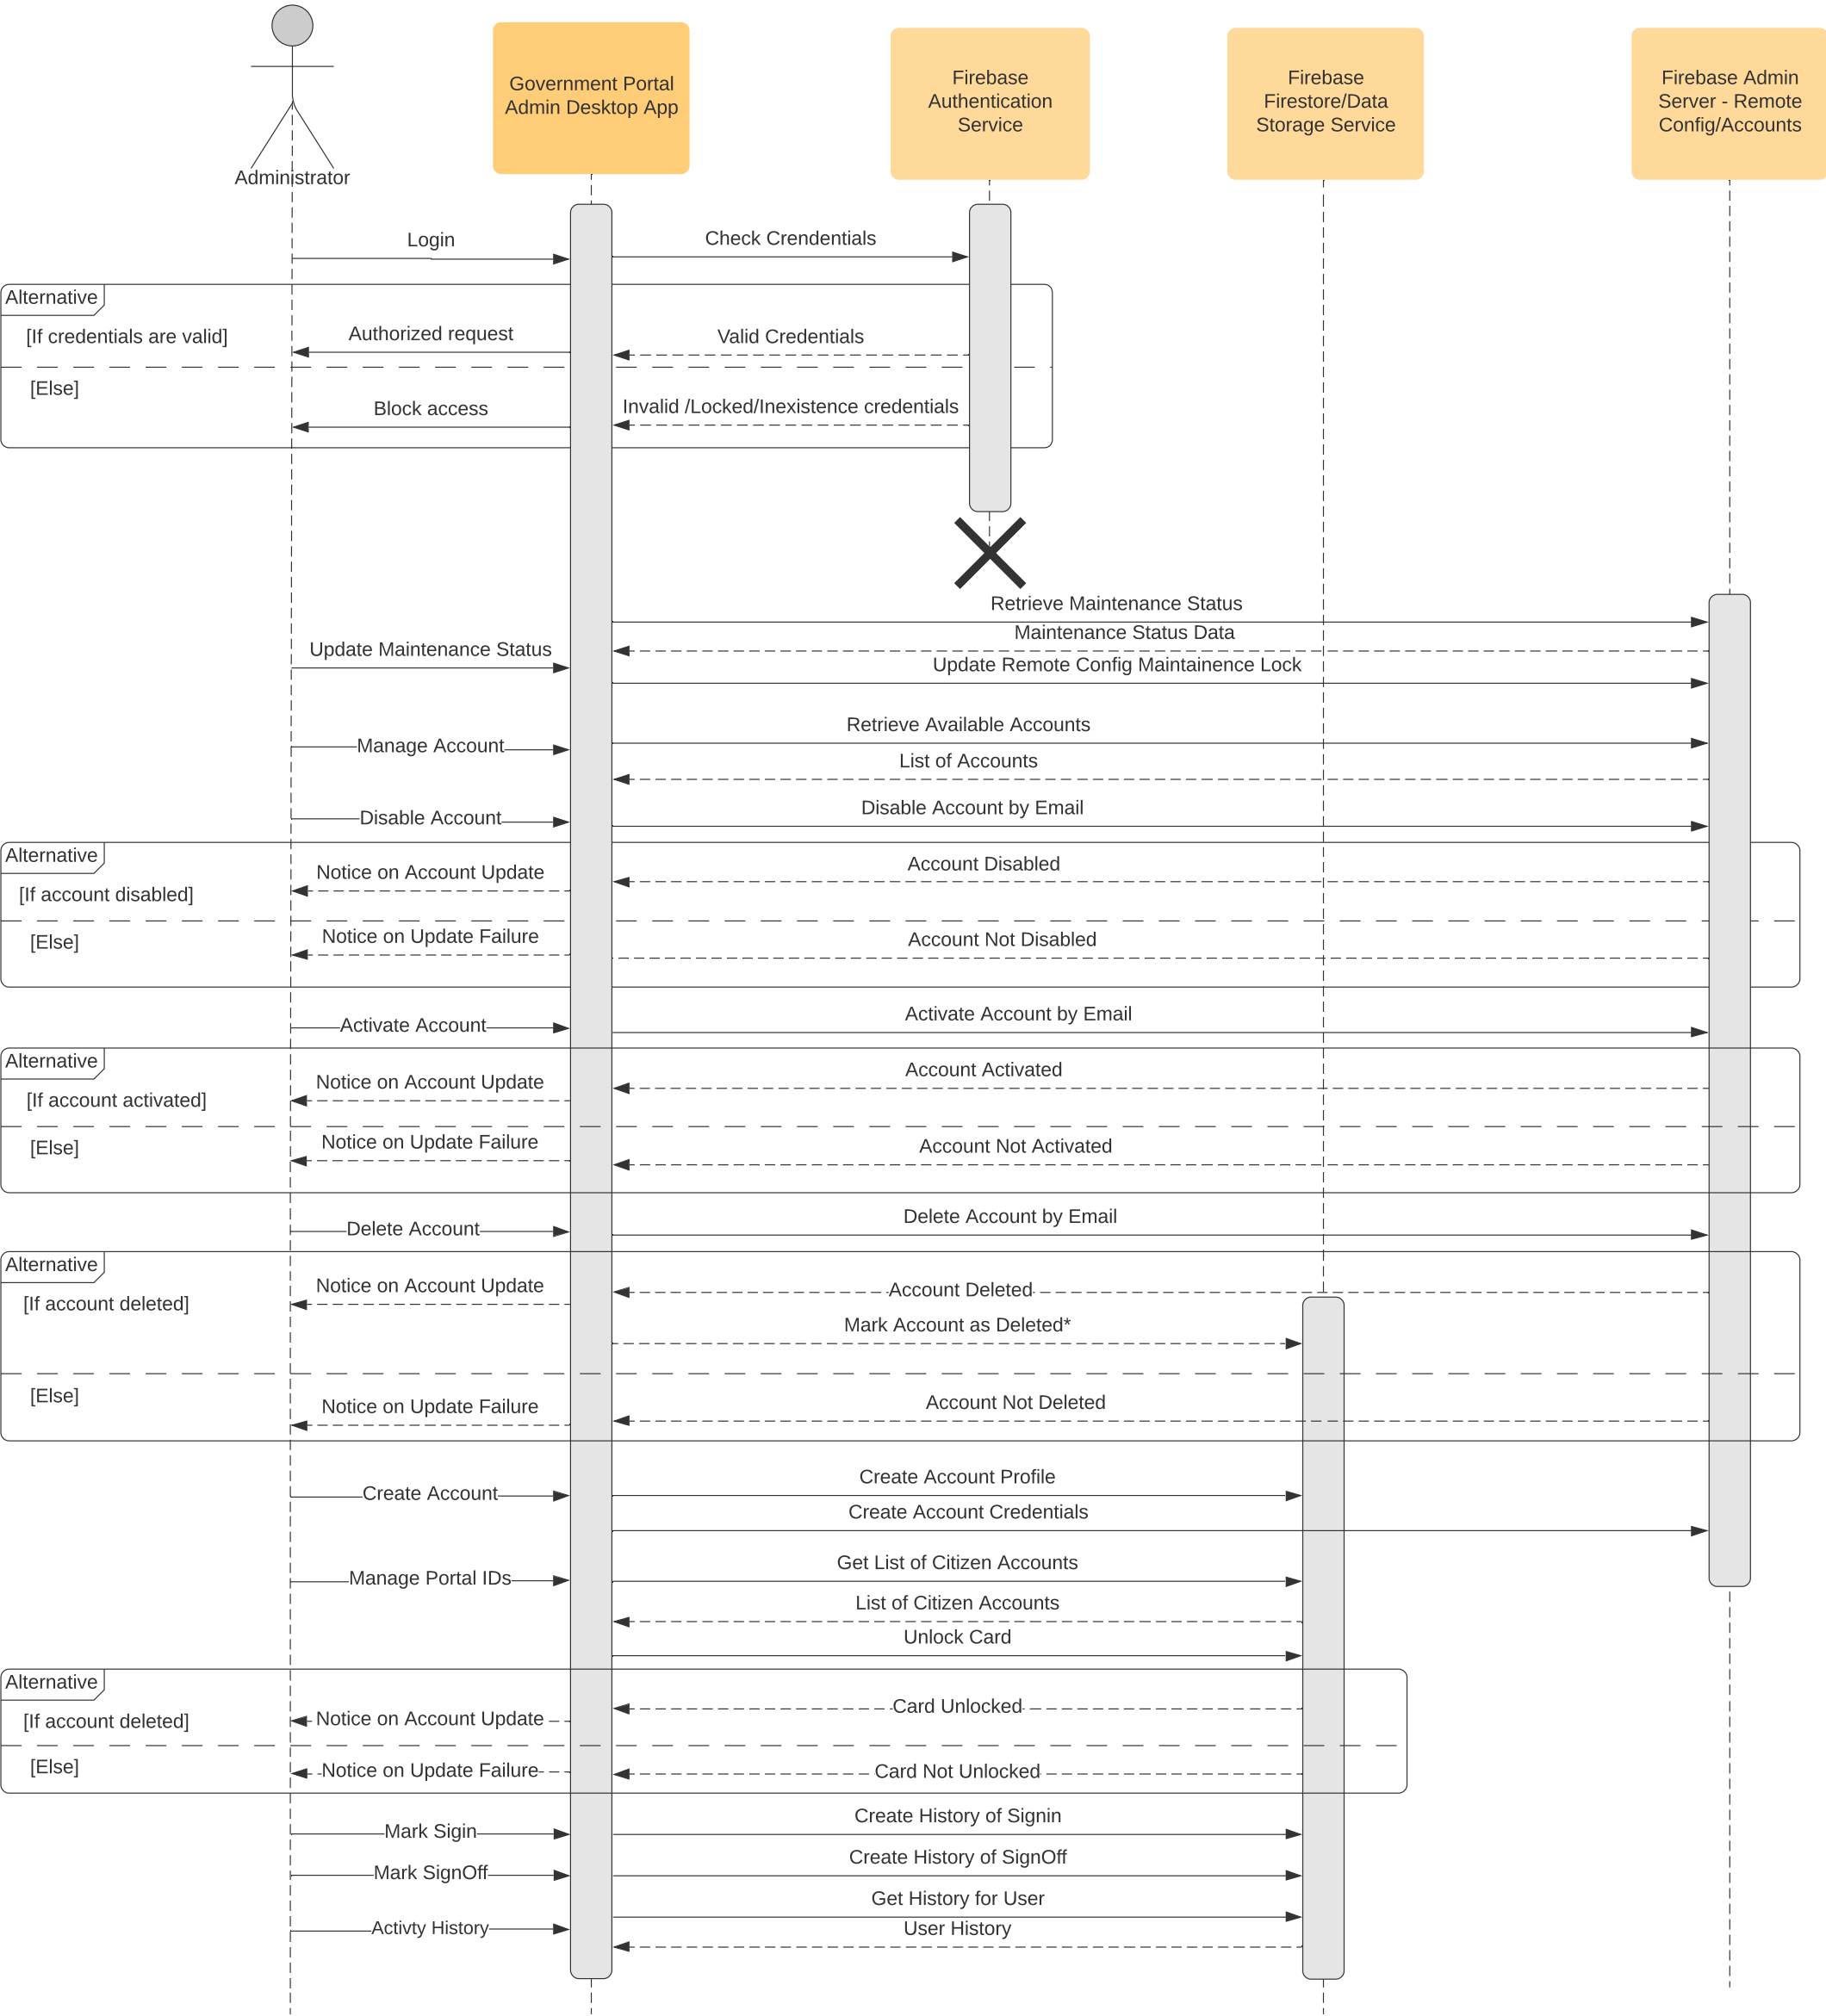 Government Portal
Admin Desktop App
Firebase
Authentication
Service
Firebase
Firestore/Data
Storage Service
Firebase Admin
Server - Remote
Config/Accounts
Administrator
Login
Check Crendentials
Alternative
[If credentials are valid]
Authorized request
Valid Credentials
[Else]
Block access
Invalid /Locked/Inexistence credentials
Retrieve Maintenance Status
Maintenance Status Data
Update Maintenance Status
Update Remote Config Maintainence Lock
Retrieve Available Accounts
Manage Account
List of Accounts
Disable Account by Email
Disable Account
Alternative
Account Disabled
Notice on Account Update
[If account disabled]
Notice on Update Failure
Account Not Disabled
[Else]
Activate Account by Email
Activate Account
Alternative
Account Activated
Notice on Account Update
[If account activated]
Notice on Update Failure
Account Not Activated
[Else]
Delete Account by Email
Delete Account
Alternative
Notice on Account Update
Account Deleted
[If account deleted]
Mark Account as Deleted*
[Else]
Notice on Update Failure
Account Not Deleted
Create Account Profile
Create Account
Create Account Credentials
Get List of Citizen Accounts
Manage Portal IDs
List of Citizen Accounts
Unlock Card
Alternative
Card Unlocked
Notice on Account Update
[If account deleted]
[Else]
Notice on Update Failure
Card Not Unlocked
Create History of Signin
Mark Sigin
Create History of SignOff
Mark SignOff
Get History for User
Activty History
User History